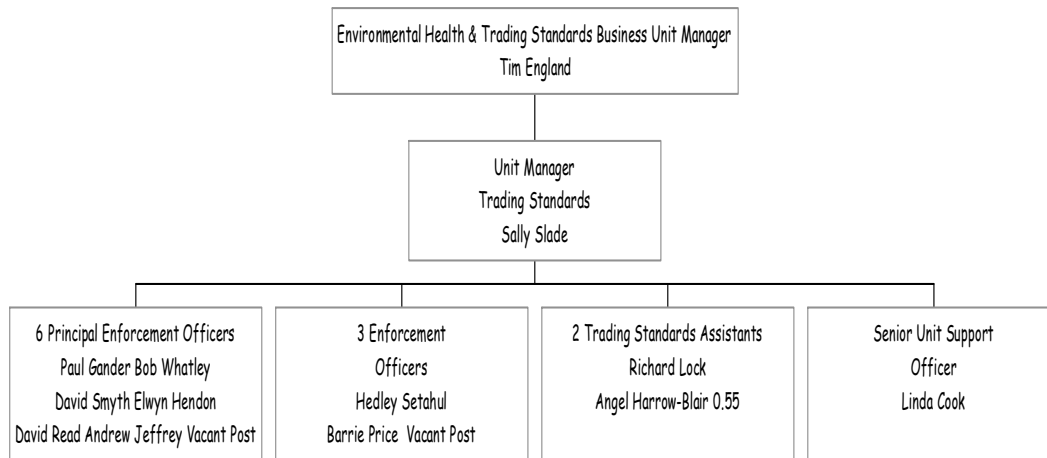 Environmental Health & Trading Standards Business Unit Manager
Tim England
Unit Manager
Trading Standards
Sally Slade
6 Principal Enforcement Officers
Paul Gander Bob Whatley
David Smyth Elwyn Hendon
David Read Andrew Jeffrey Vacant Post
3 Enforcement
Officers
Hedley Setahul
Barrie Price Vacant Post
2 Trading Standards Assistants
Richard Lock
Angel Harrow-Blair 0.55
Senior Unit Support
Officer
Linda Cook